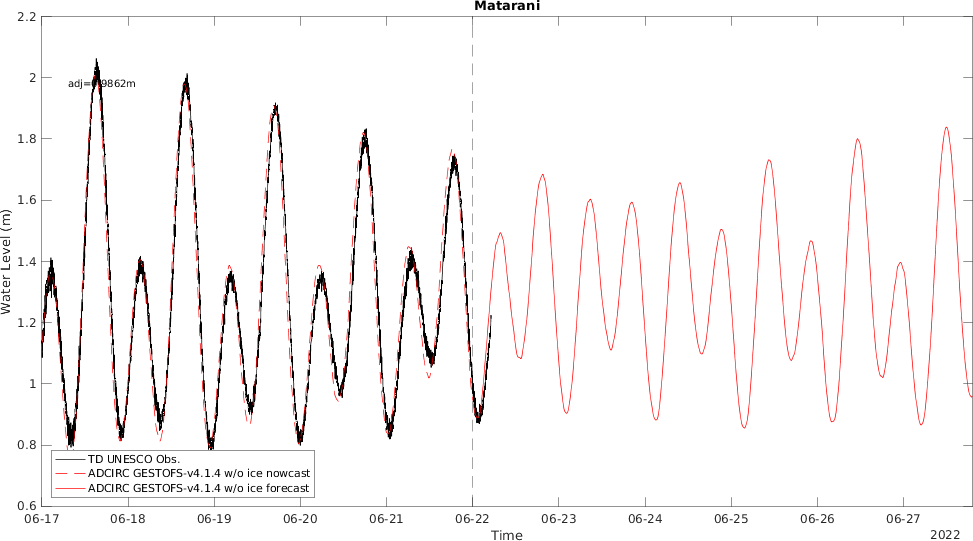 Matarani
2.2
2
1.8
1.6
1.4
1.2
1
0.8
0.6
Water Level (m)
TD UNESCO Obs.
ADCIRC GESTOFS-v4.1.4 w/o ice nowcast
ADCIRC GESTOFS-v4.1.4 w/o ice forecast
06-17 06-18 06-19 06-20 06-21 06-22 06-23 06-24 06-25 06-26 06-27
Time
2022